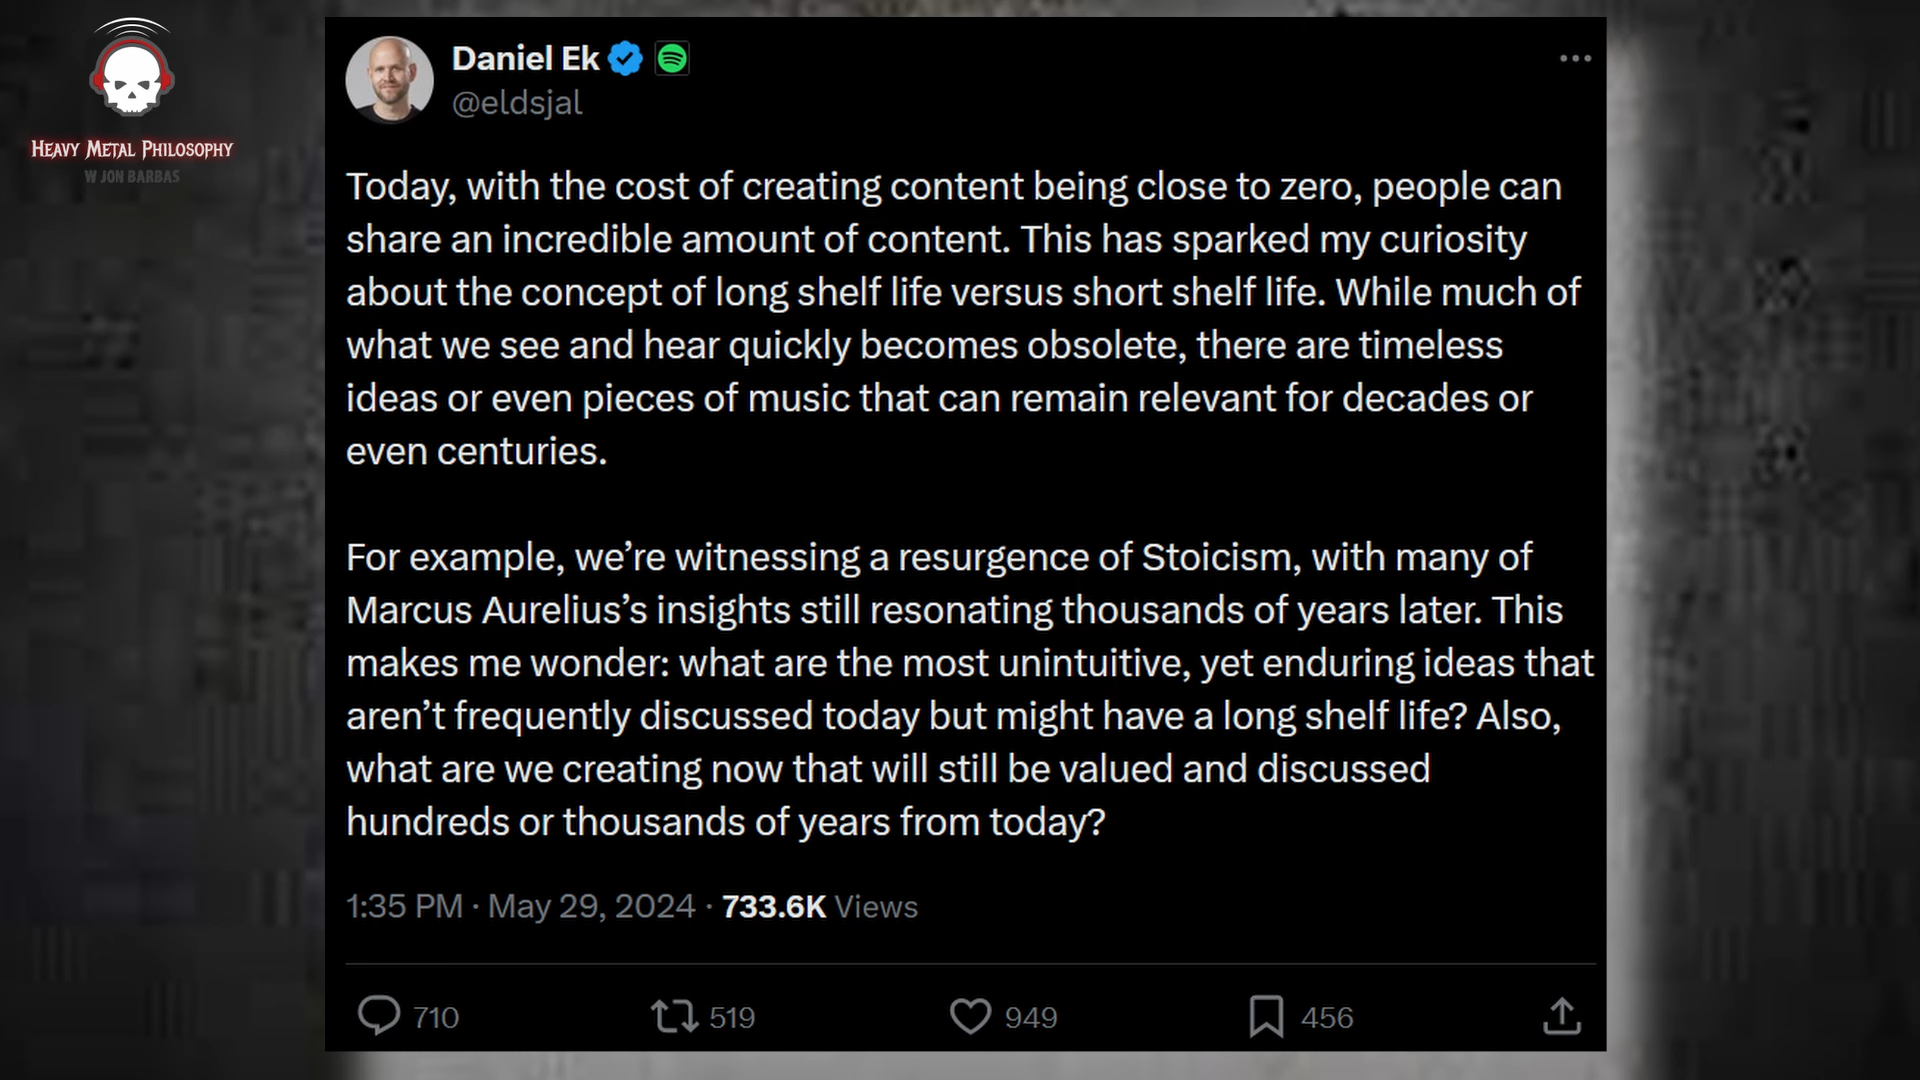 HEAVY METAL PHILOSOPHY
W JON BARBAS
Daniel Ek
@eldsjal
Today, with the cost of creating content being close to zero, people can
share an incredible amount of content. This has sparked my curiosity
about the concept of long shelf life versus short shelf life. While much of
what we see and hear quickly becomes obsolete, there are timeless
ideas or even pieces of music that can remain relevant for decades or
even centuries.
For example, we’re witnessing a resurgence of Stoicism, with many of
Marcus Aurelius’s insights still resonating thousands of years later. This
makes me wonder: what are the most unintuitive, yet enduring ideas that
aren’t frequently discussed today but might have a long shelf life? Also,
what are we creating now that will still be valued and discussed
hundreds or thousands of years from today?
1:35 PM · May 29, 2024 · 733.6K Views
710 519 949 456